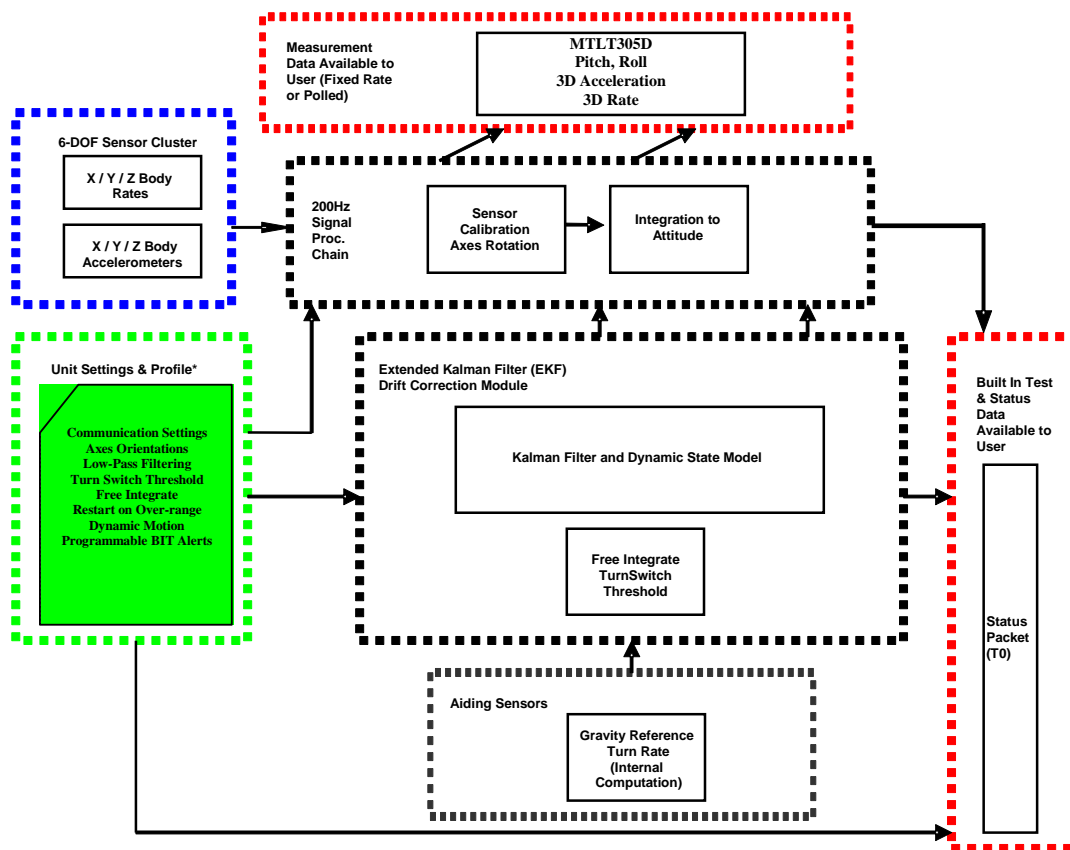 Measurement
Data Available to
User (Fixed Rate
or Polled)
MTLT305D
Pitch, Roll
3D Acceleration
3D Rate
6-DOF Sensor Cluster
X / Y / Z Body
Rates
X / Y / Z Body
Accelerometers
200Hz
Signal
Proc.
Chain
Sensor
Calibration
Axes Rotation
Integration to
Attitude
Unit Settings & Profile*
Communication Settings
Axes Orientations
Low-Pass Filtering
Turn Switch Threshold
Free Integrate
Restart on Over-range
Dynamic Motion
Programmable BIT Alerts
Extended Kalman Filter (EKF)
Drift Correction Module
Kalman Filter and Dynamic State Model
Free Integrate
TurnSwitch
Threshold
Built In Test
& Status
Data
Available to
User
Status
Packet
(T0)
Aiding Sensors
Gravity Reference
Turn Rate
(Internal
Computation)